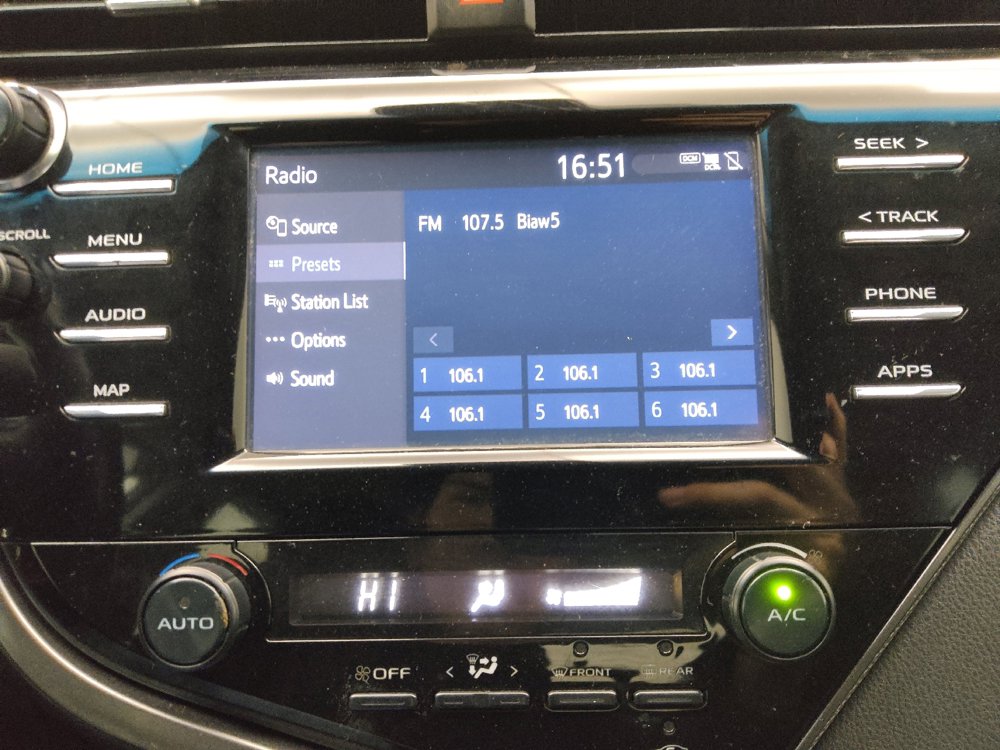 Radio 16:51 DCM
HOME
SCROLL
MENU
AUDIO
MAP
Source
Presets
Station List
Options
Sound
FM 107.5 Biaw5
< >
1 106.1 2 106.1 3 106.1
4 106.1 5 106.1 6 106.1
SEEK >
< TRACK
PHONE
APPS
AUTO
HI
A/C
OFF < > FRONT REAR